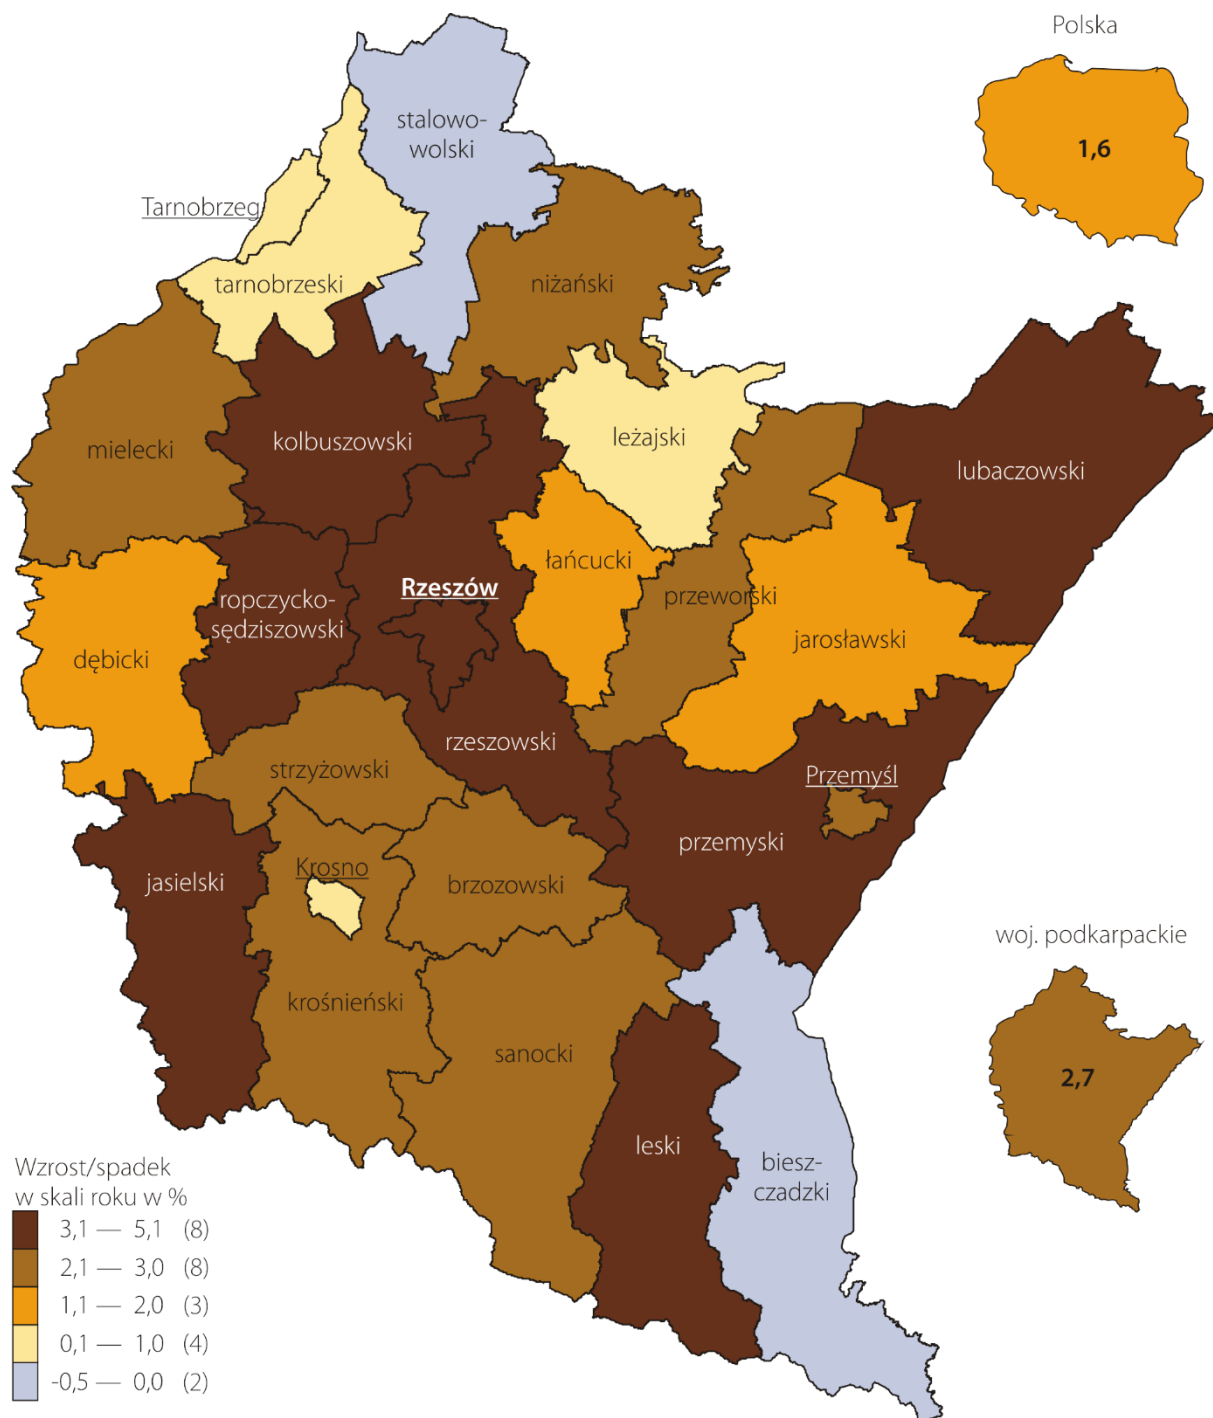 Polska
1,6
stalowo-
wolski
Tarnobrzeg
tarnobrzeski
niżański
mielecki
kolbuszowski
leżajski
lubaczowski
łańcucki
Rzeszów
przeworski
ropczycko-
sędziszowski
jarosławski
dębicki
rzeszowski
strzyżowski
Przemyśl
przemyski
jasielski
Krosno
brzozowski
woj. podkarpackie
2,7
krośnieński
sanocki
leski
biesz-
czadzki
Wzrost/spadek
w skali roku w %
3,1 — 5,1 (8)
2,1 — 3,0 (8)
1,1 — 2,0 (3)
0,1 — 1,0 (4)
-0,5 — 0,0 (2)